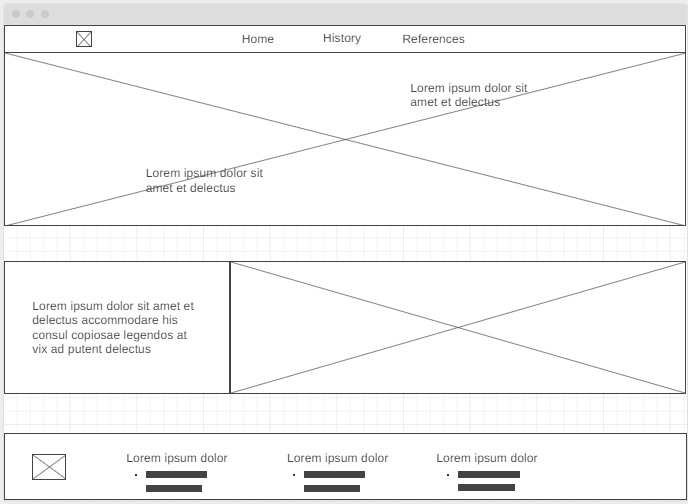 Home
History
References
Lorem ipsum dolor sit
amet et delectus
Lorem ipsum dolor sit
amet et delectus
Lorem ipsum dolor sit amet et
delectus accommodare his
consul copiosae legendos at
vix ad putent delectus
Lorem ipsum dolor
Lorem ipsum dolor
Lorem ipsum dolor